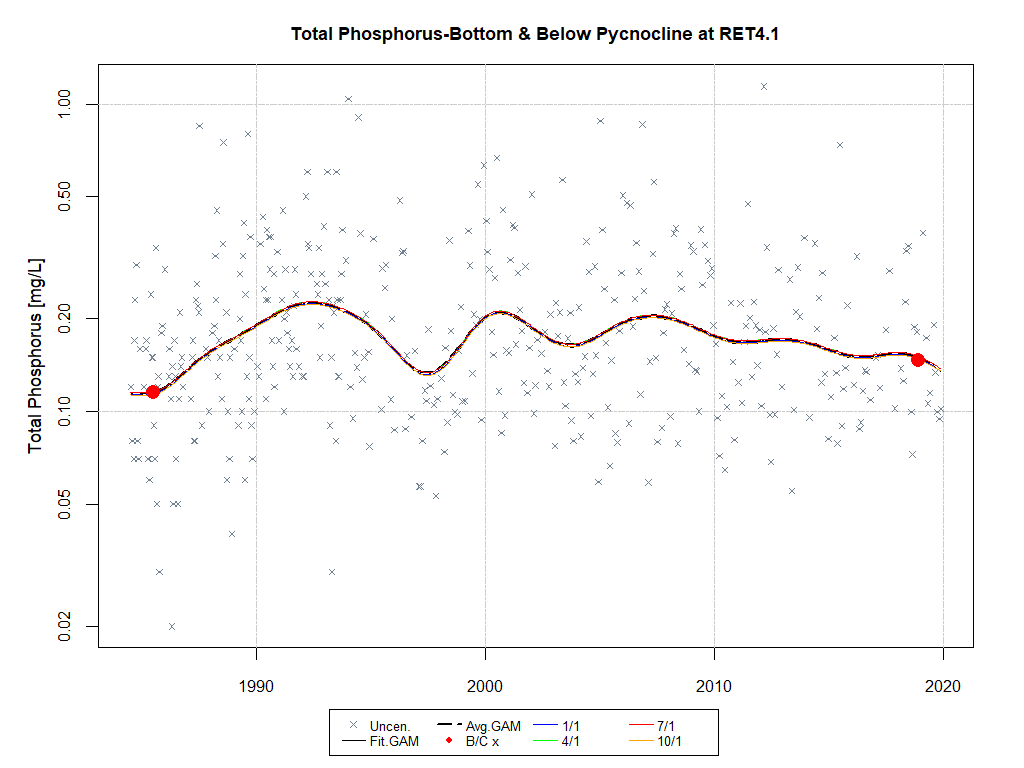 Total Phosphorus-Bottom & Below Pycnocline at RET4.1
Total Phosphorus [mg/L]
1.00
0.50
0.20
0.10
0.05
0.02
1990 2000 2010 2020
Uncen. Avg.GAM 1/1 7/1
Fit.GAM B/C x 4/1 10/1